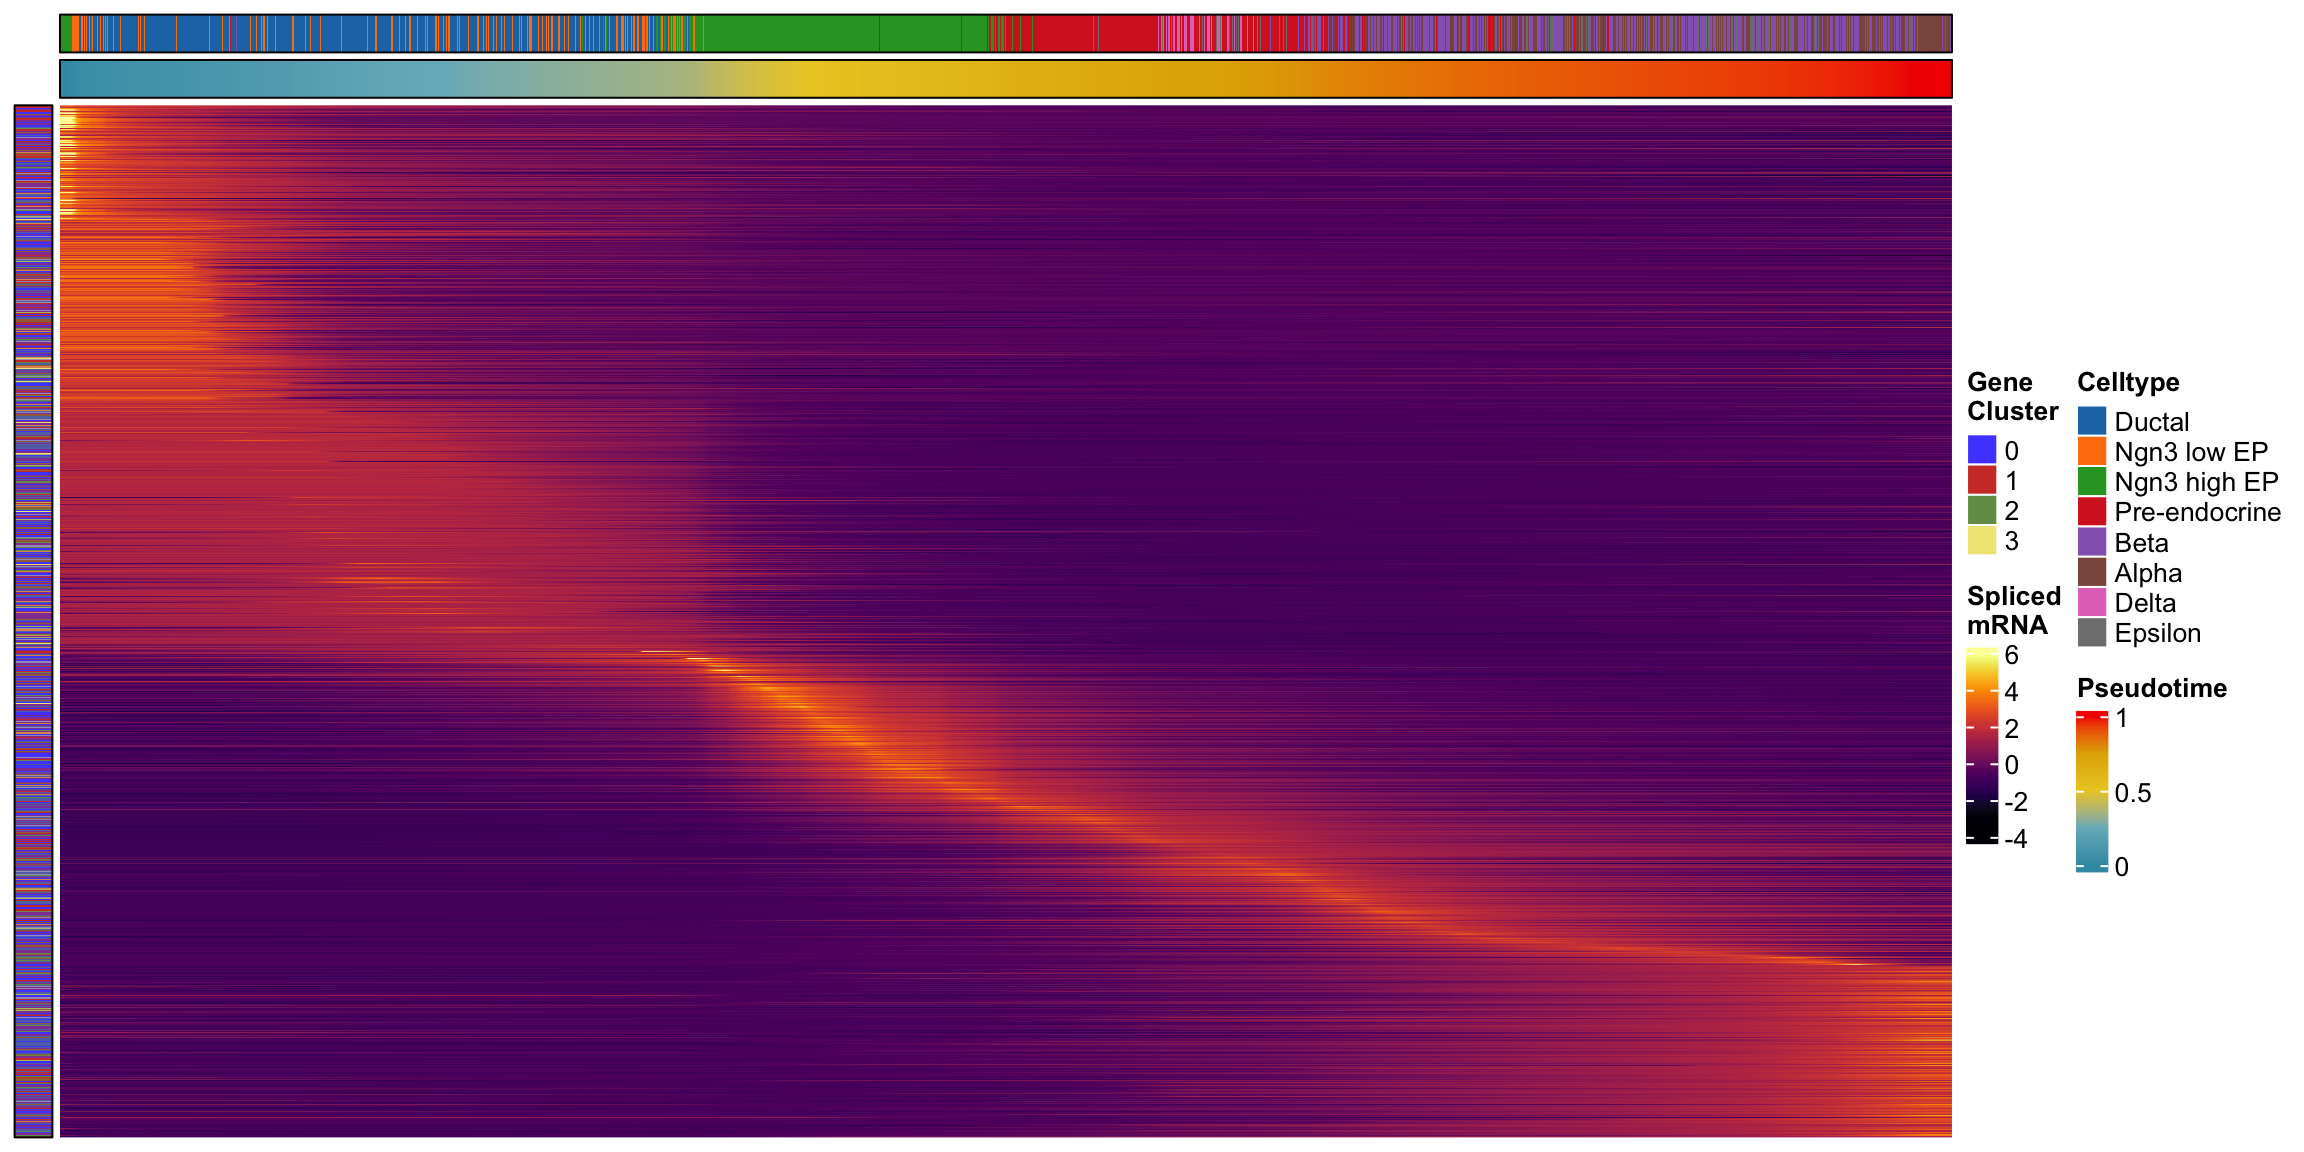 Gene
Cluster
0
1
2
3
Spliced
mRNA
6
4
2
0
-2
-4
Celltype
Ductal
Ngn3 low EP
Ngn3 high EP
Pre-endocrine
Beta
Alpha
Delta
Epsilon
Pseudotime
1
0.5
0